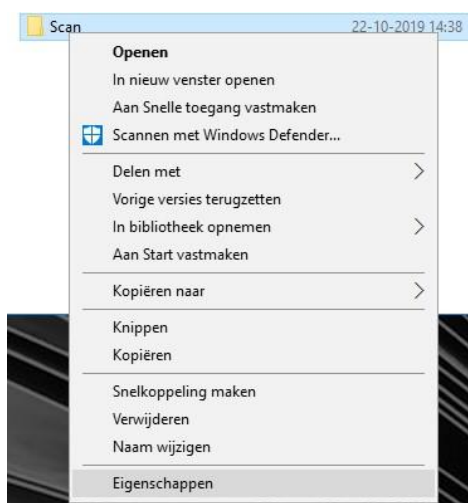 Scan 22-10-2019 14:38
Openen
In nieuw venster openen
Aan Snelle toegang vastmaken
Scannen met Windows Defender...
Delen met
Vorige versies terugzetten
In bibliotheek opnemen
Aan Start vastmaken
Kopiëren naar
Knippen
Kopiëren
Snelkoppeling maken
Verwijderen
Naam wijzigen
Eigenschappen